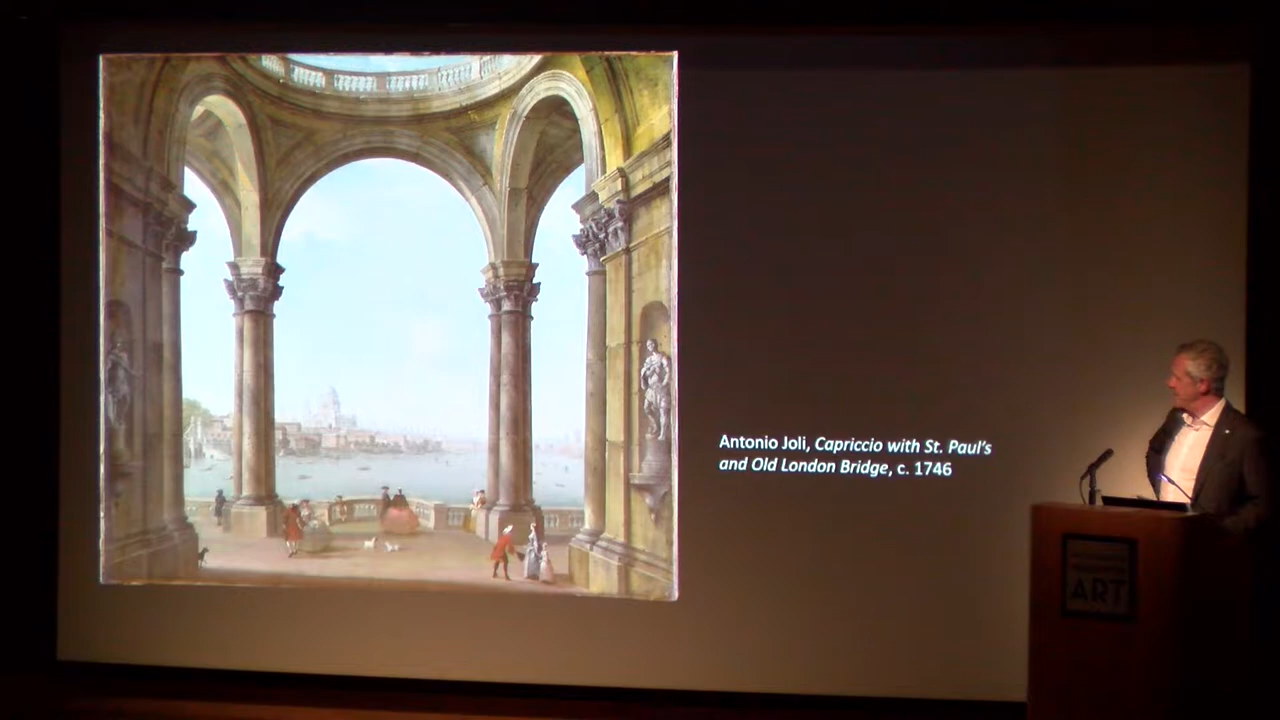 Antonio Joli, Capriccio with St. Paul's
and Old London Bridge, c. 1746
ART